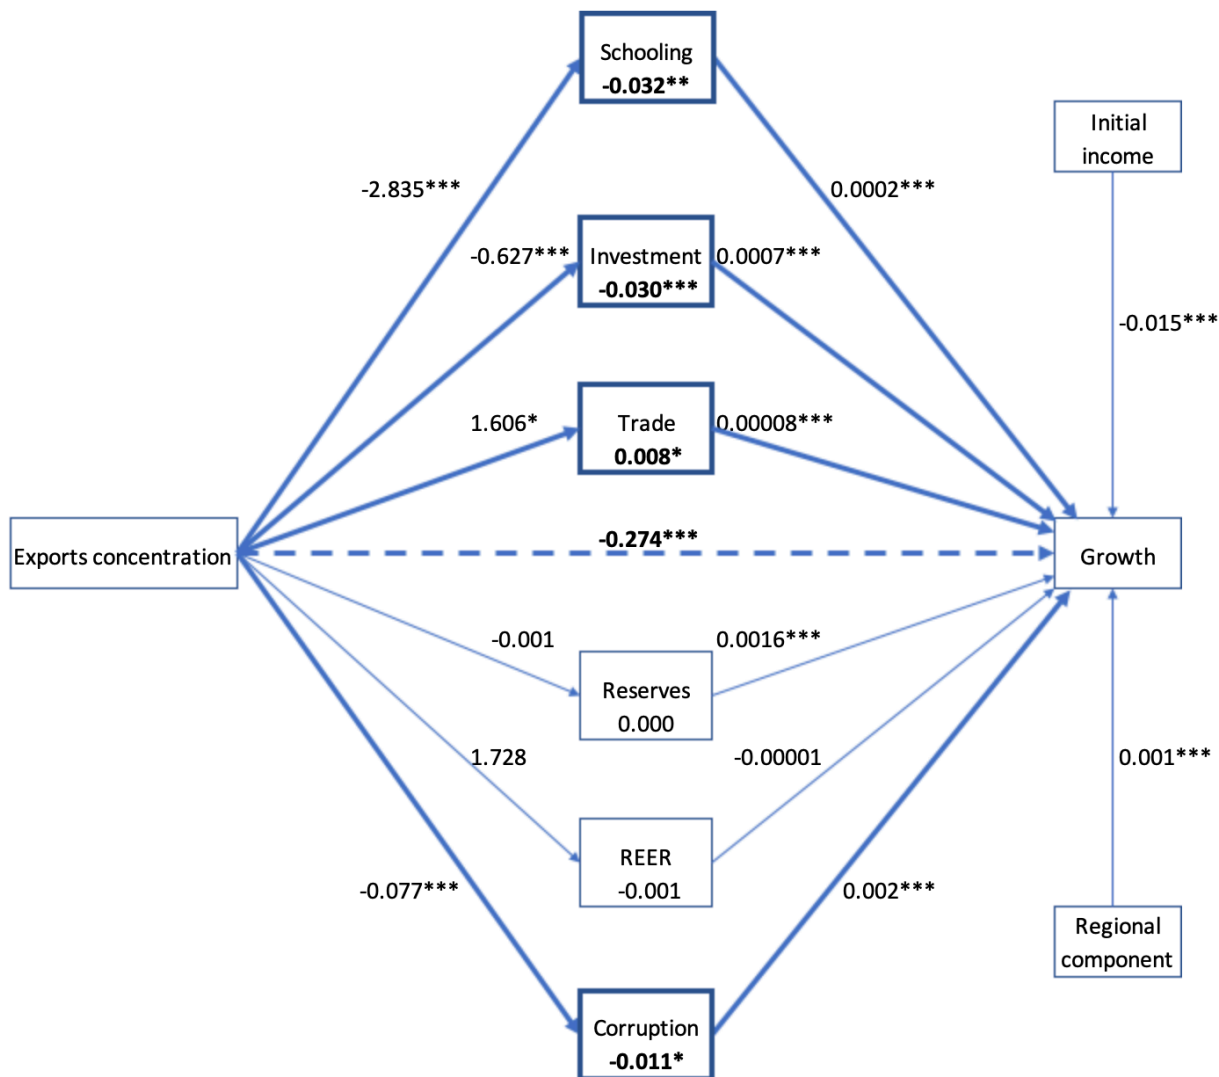 Schooling
-0.032**
Initial
income
-2.835***
0.0002***
-0.627***
Investment
-0.030***
0.0007***
-0.015***
1.606*
Trade
0.008*
0.00008***
Exports concentration
-0.274***
Growth
-0.001
Reserves
0.000
0.0016***
1.728
-0.00001
0.001***
REER
-0.001
-0.077***
0.002***
Regional
component
Corruption
-0.011*